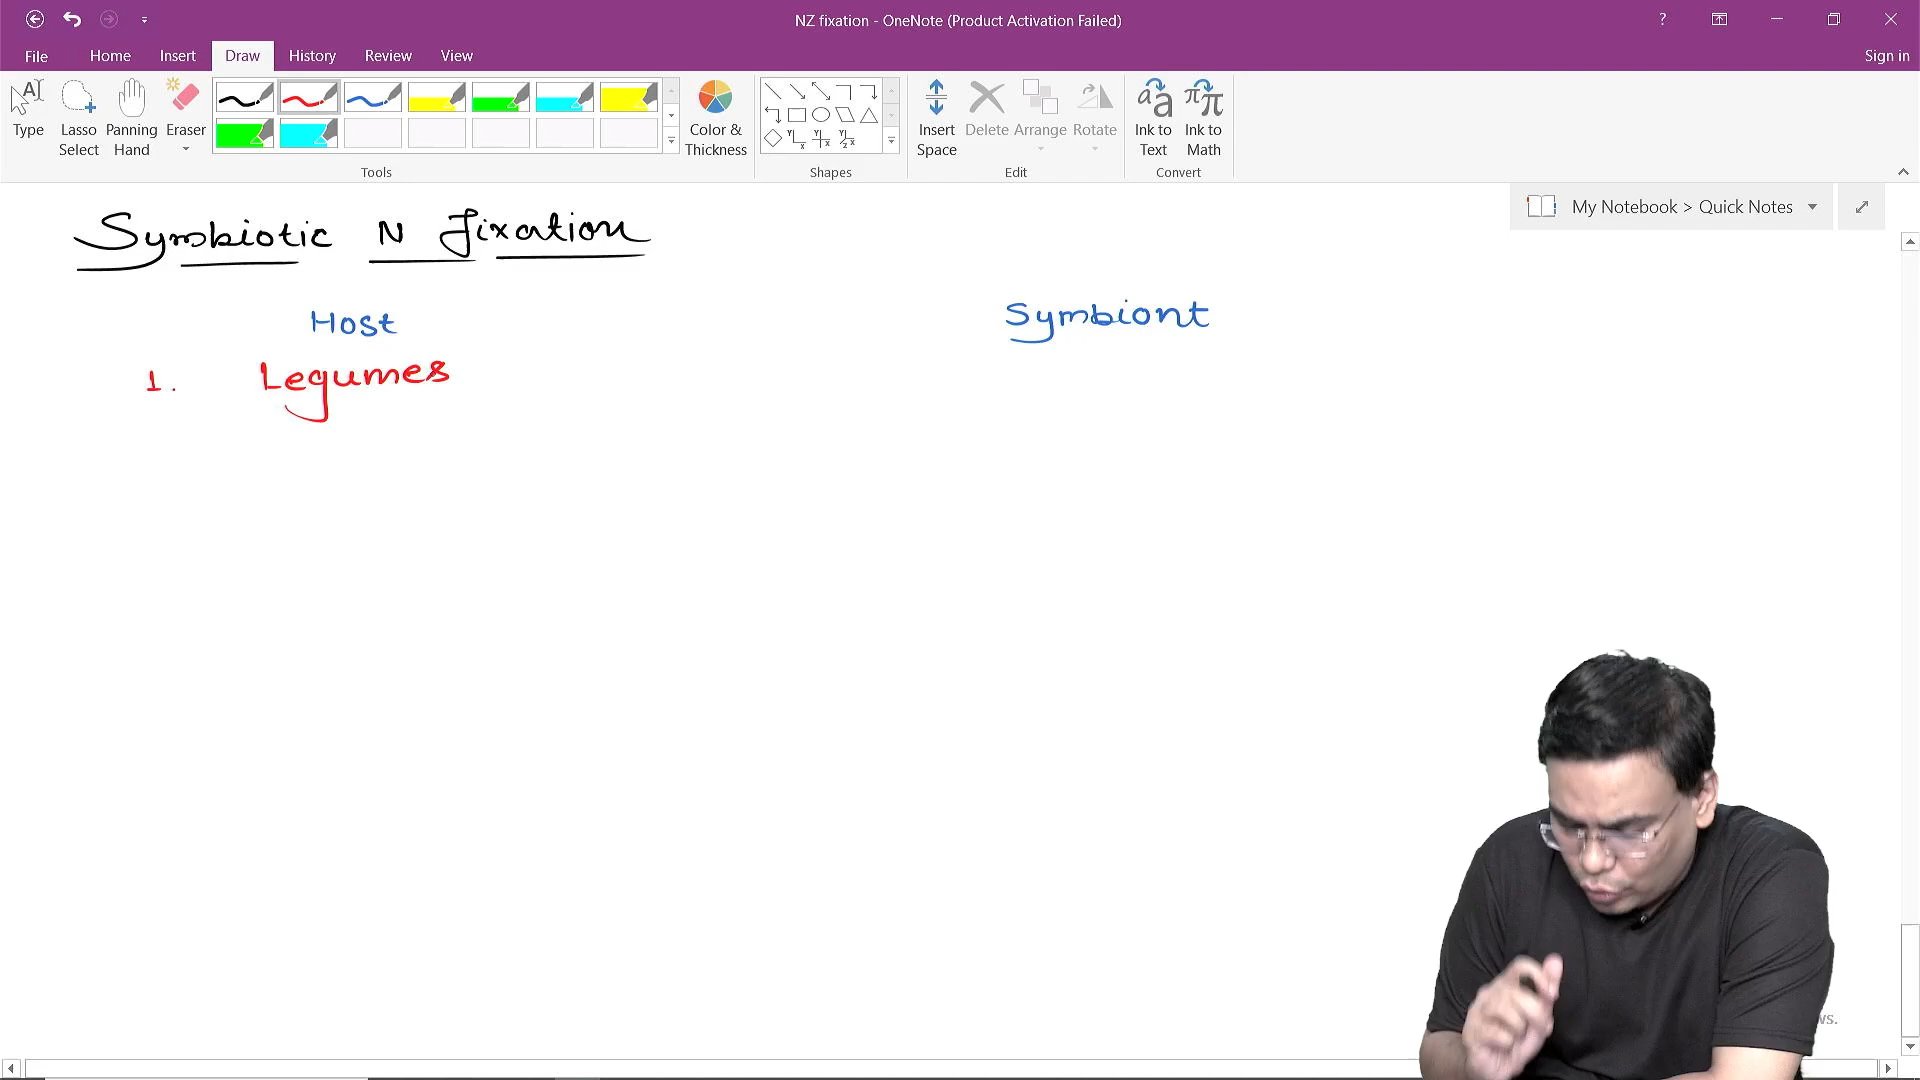 NZ fixation - OneNote (Product Activation Failed)
?
File Home Insert Draw History Review View
Sign in
Type Lasso Select Panning Hand Eraser
Color & Thickness
Insert Space Delete Arrange Rotate
Ink to Text Ink to Math
Tools Shapes Edit Convert
My Notebook > Quick Notes
Symbiotic N Fixation
Host Symbiont
1. Legumes
ws.